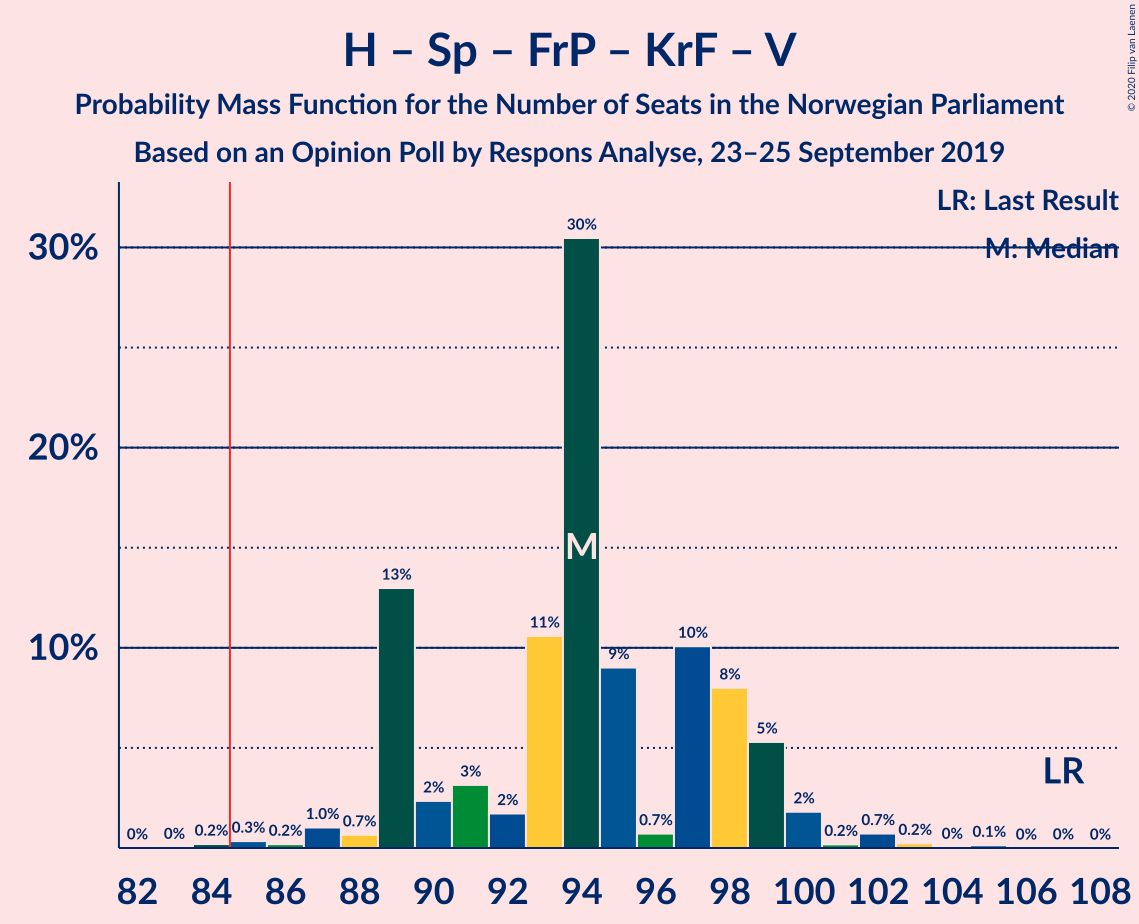 H – Sp – FrP – KrF – V
Probability Mass Function for the Number of Seats in the Norwegian Parliament
Based on an Opinion Poll by Respons Analyse, 23–25 September 2019
© 2020 Filip van Laenen
LR: Last Result
M: Median
30%
20%
10%
0% 0% 0.2% 0.3% 0.2% 1.0% 0.7% 13% 2% 3% 2% 11% 30% 9% 0.7% 10% 8% 5% 2% 0.2% 0.7% 0.2% 0% 0.1% 0% 0% 0%
M
LR
82 84 86 88 90 92 94 96 98 100 102 104 106 108